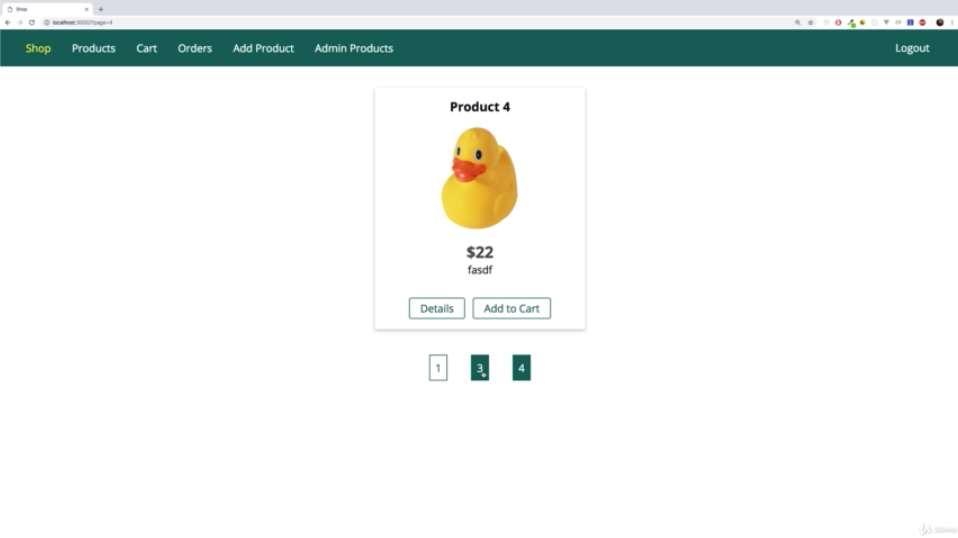 Shop
localhost:3000/?page=4
Shop Products Cart Orders Add Product Admin Products Logout
Product 4
$22
fasdf
Details Add to Cart
1 3 4
Udemy